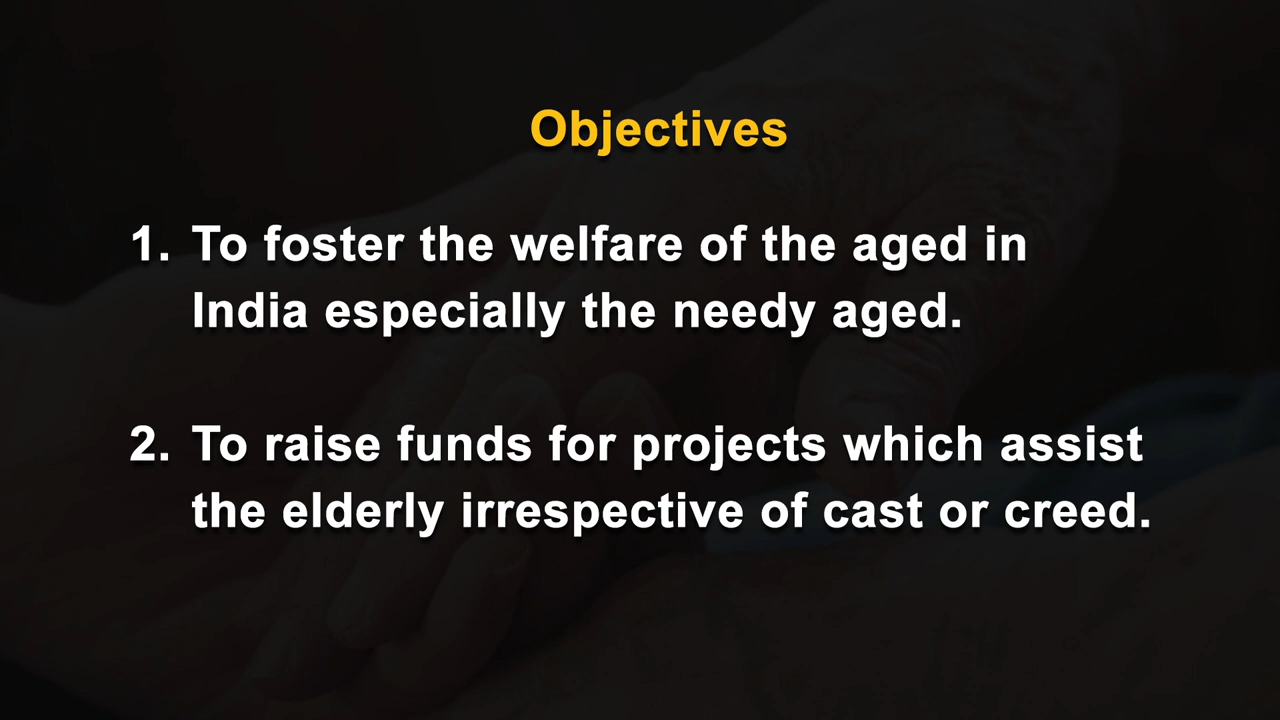 Objectives
1. To foster the welfare of the aged in
India especially the needy aged.
2. To raise funds for projects which assist
the elderly irrespective of cast or creed.